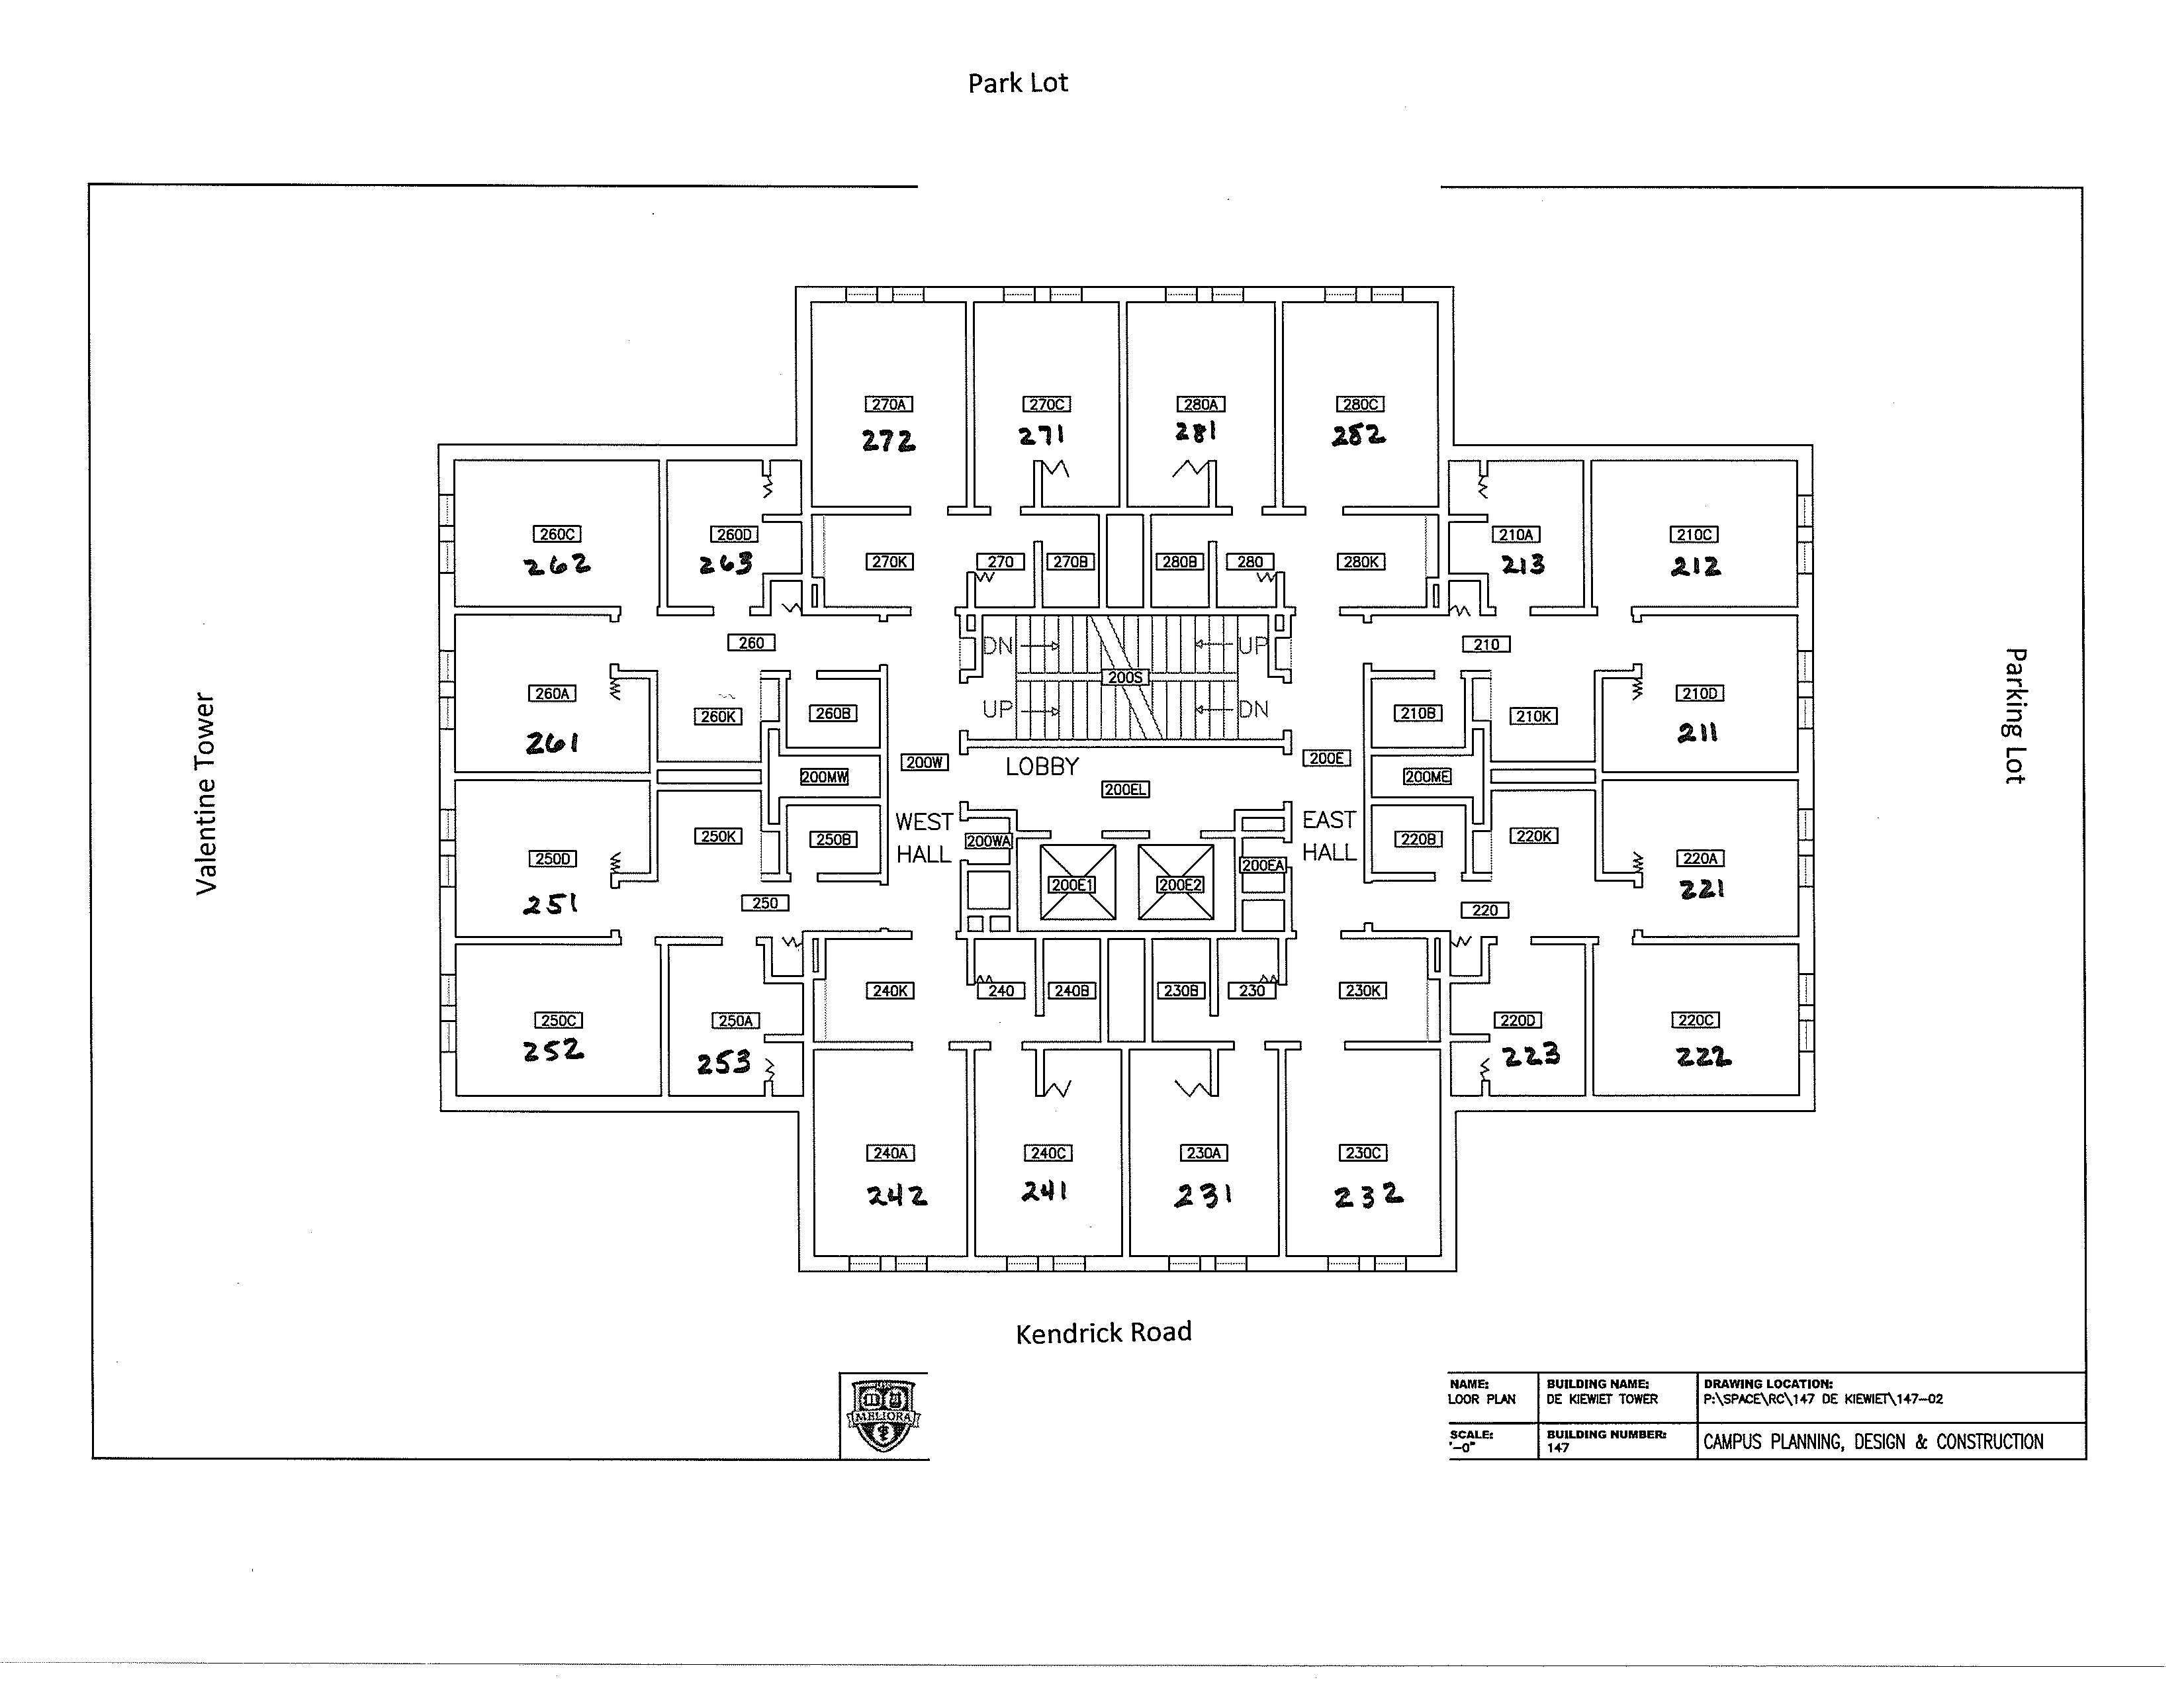 Park Lot
270A
270C
280A
280C
272
271
281
282
260C
260D
210A
210C
262
263
213
212
270K
270
270B
280B
280
280K
260
DN
UP
210
200S
260A
260K
260B
UP
DN
210B
210K
210D
261
211
200W
LOBBY
200E
200MW
200EL
200ME
Valentine Tower
Parking Lot
WEST
HALL
EAST
HALL
250K
250B
200WA
220B
220K
250D
200EA
220A
200E1
200E2
251
221
250
220
240K
240
240B
230B
230
230K
250C
250A
220D
220C
252
253
223
222
240A
240C
230A
230C
242
241
231
232
Kendrick Road
MELIORA
NAME:
LOOR PLAN
BUILDING NAME:
DE KIEWIET TOWER
DRAWING LOCATION:
P:\SPACE\RC\147 DE KIEWIET\147-02
SCALE:
'-0"
BUILDING NUMBER:
147
CAMPUS PLANNING, DESIGN & CONSTRUCTION